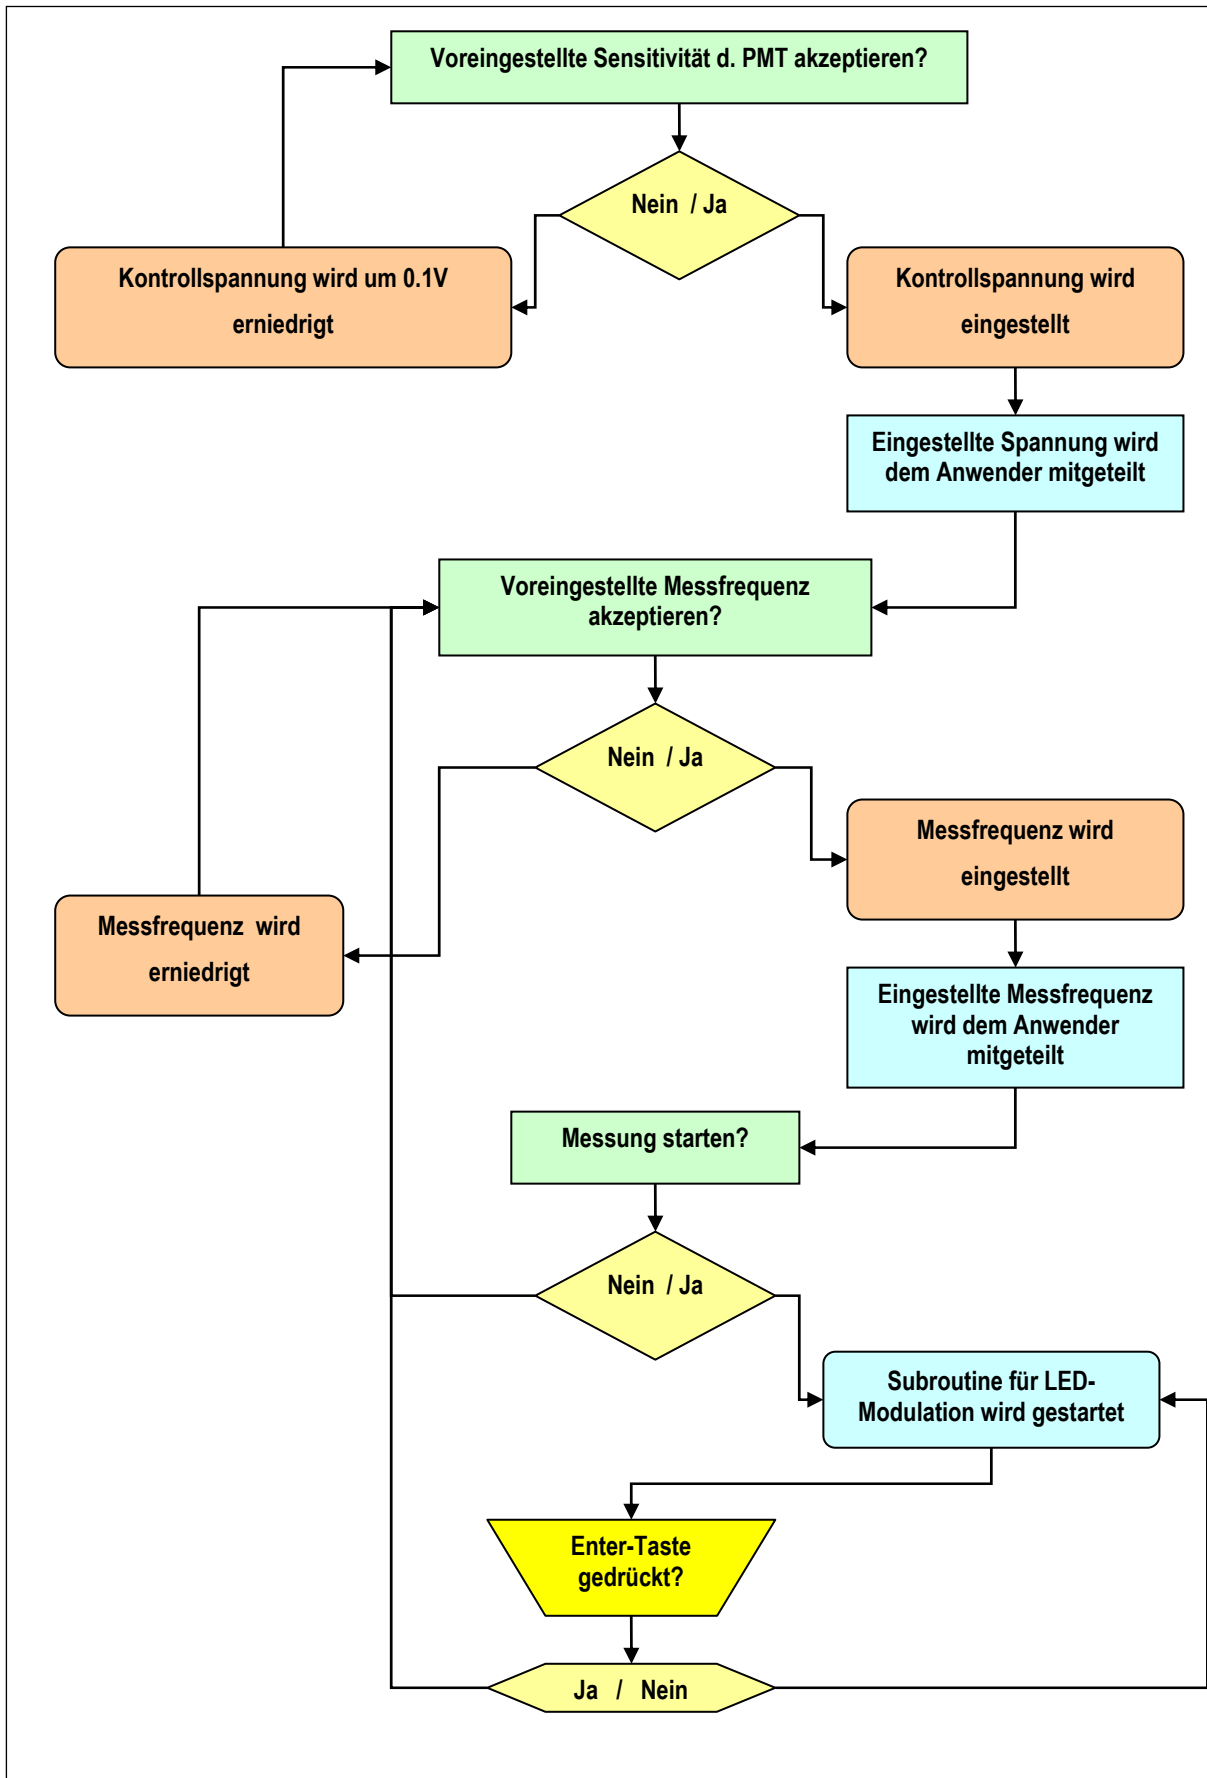 Voreingestellte Sensitivität d. PMT akzeptieren?
Nein / Ja
Kontrollspannung wird um 0.1V
erniedrigt
Kontrollspannung wird
eingestellt
Eingestellte Spannung wird
dem Anwender mitgeteilt
Voreingestellte Messfrequenz
akzeptieren?
Nein / Ja
Messfrequenz wird
eingestellt
Messfrequenz wird
erniedrigt
Eingestellte Messfrequenz
wird dem Anwender
mitgeteilt
Messung starten?
Nein / Ja
Subroutine für LED-
Modulation wird gestartet
Enter-Taste
gedrückt?
Ja / Nein